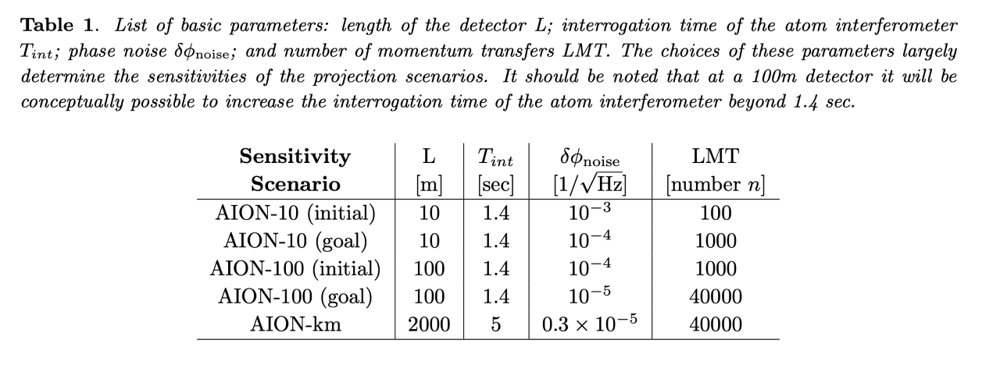 Table 1. List of basic parameters: length of the detector L; interrogation time of the atom interferometer
T_int; phase noise δϕ_noise; and number of momentum transfers LMT. The choices of these parameters largely
determine the sensitivities of the projection scenarios. It should be noted that at a 100m detector it will be
conceptually possible to increase the interrogation time of the atom interferometer beyond 1.4 sec.
Sensitivity L T_int δϕ_noise LMT
Scenario [m] [sec] [1/√Hz] [number n]
AION-10 (initial) 10 1.4 10⁻³ 100
AION-10 (goal) 10 1.4 10⁻⁴ 1000
AION-100 (initial) 100 1.4 10⁻⁴ 1000
AION-100 (goal) 100 1.4 10⁻⁵ 40000
AION-km 2000 5 0.3 × 10⁻⁵ 40000